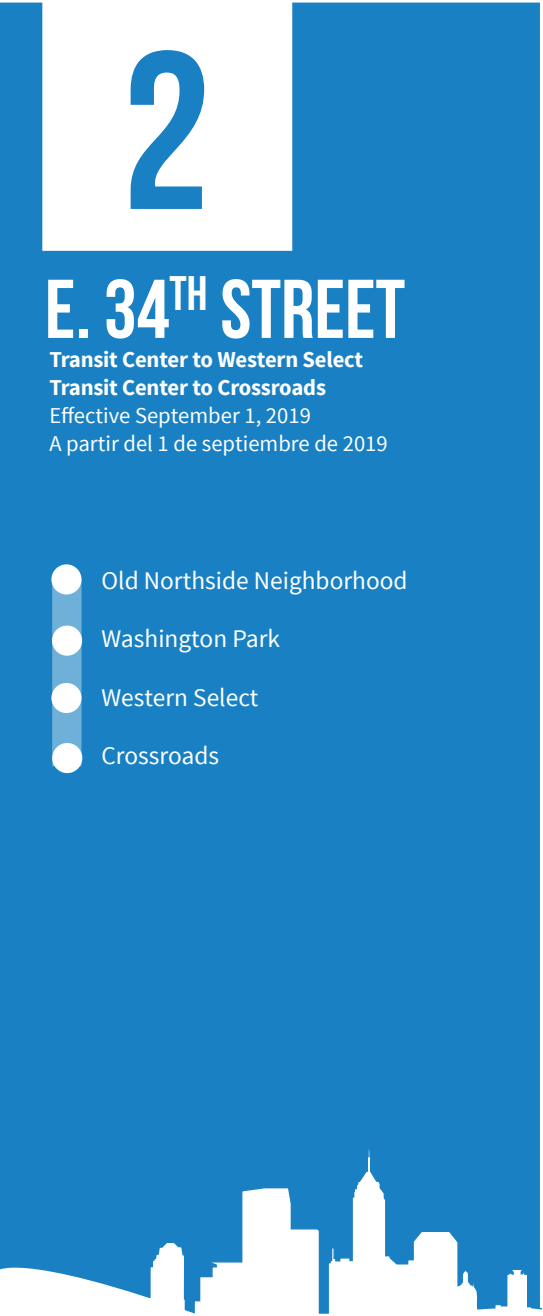 2
E. 34TH STREET
Transit Center to Western Select
Transit Center to Crossroads
Effective September 1, 2019
A partir del 1 de septiembre de 2019
Old Northside Neighborhood
Washington Park
Western Select
Crossroads